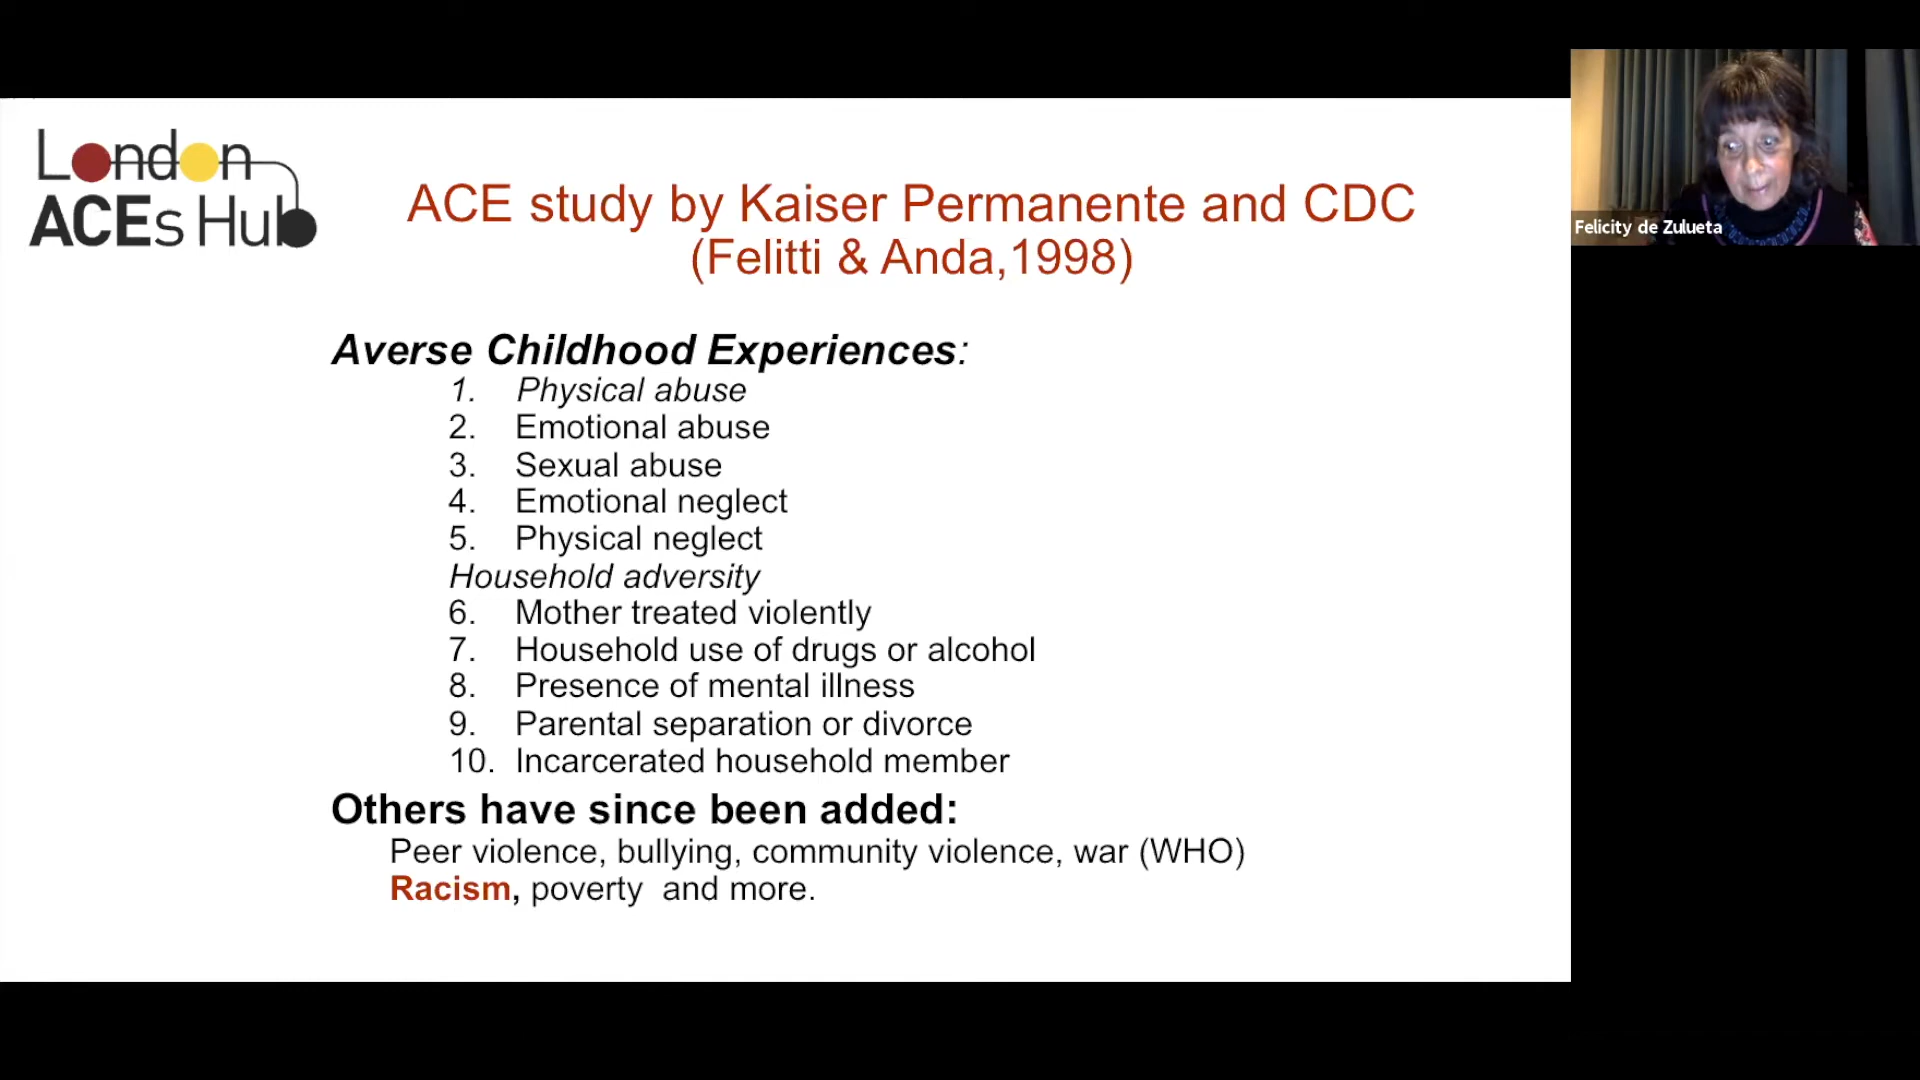 London
ACEs Hub
ACE study by Kaiser Permanente and CDC
(Felitti & Anda,1998)
Averse Childhood Experiences:
1. Physical abuse
2. Emotional abuse
3. Sexual abuse
4. Emotional neglect
5. Physical neglect
Household adversity
6. Mother treated violently
7. Household use of drugs or alcohol
8. Presence of mental illness
9. Parental separation or divorce
10. Incarcerated household member
Others have since been added:
Peer violence, bullying, community violence, war (WHO)
Racism, poverty and more.
Felicity de Zulueta